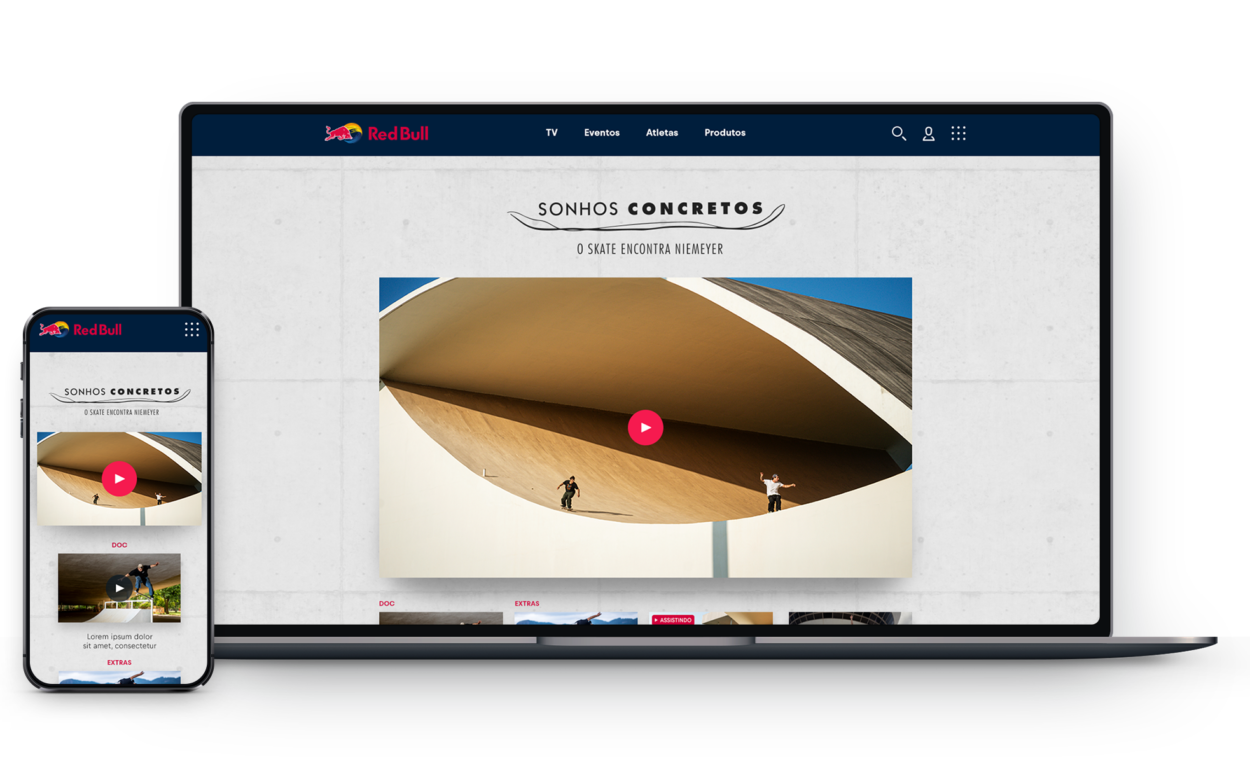 Red Bull
TV
Eventos
Atletas
Produtos
SONHOS CONCRETOS
O SKATE ENCONTRA NIEMEYER
DOC
EXTRAS
ASSISTINDO
Red Bull
SONHOS CONCRETOS
O SKATE ENCONTRA NIEMEYER
DOC
Lorem ipsum dolor
sit amet, consectetur
EXTRAS